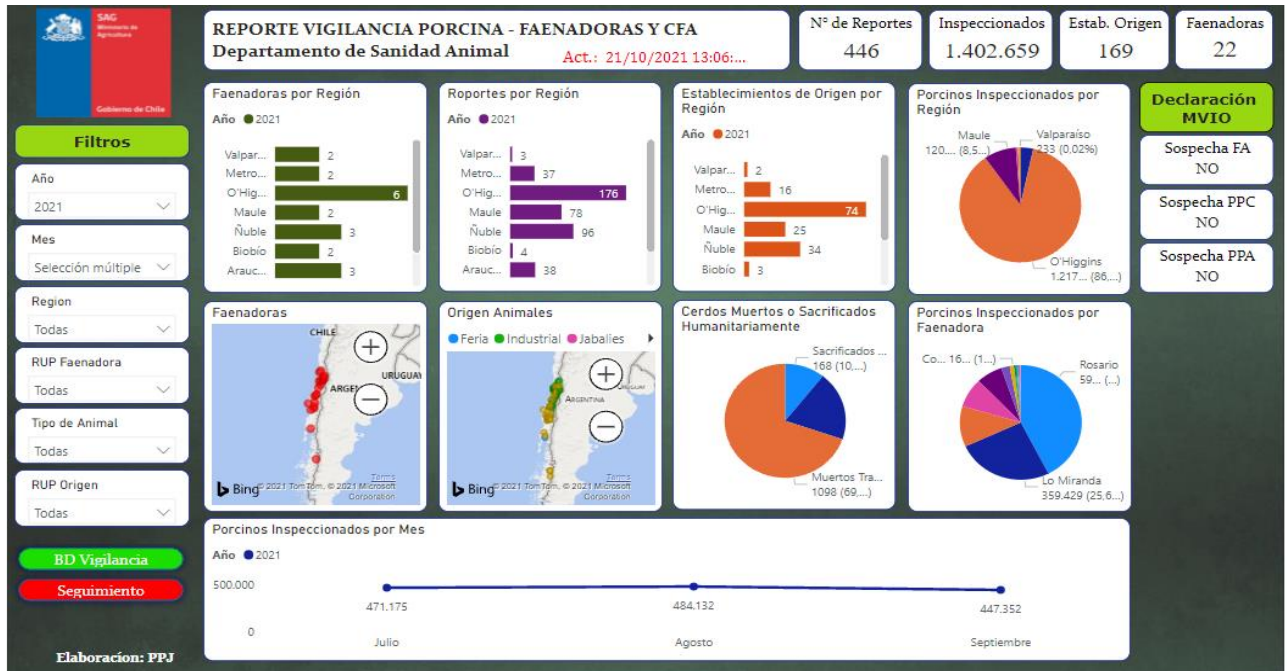 SAG
Ministerio de
Agricultura
Gobierno de Chile
REPORTE VIGILANCIA PORCINA - FAENADORAS Y CFA
Departamento de Sanidad Animal
Act.: 21/10/2021 13:06:...
N° de Reportes
446
Inspeccionados
1.402.659
Estab. Origen
169
Faenadoras
22
Filtros
Año
2021
Mes
Selección múltiple
Region
Todas
RUP Faenadora
Todas
Tipo de Animal
Todas
RUP Origen
Todas
BD Vigilancia
Seguimiento
Elaboracíon: PPJ
Faenadoras por Región
Año 2021
Valpar... 2
Metro... 2
O'Hig... 6
Maule 2
Ñuble 3
Biobío 2
Arauc... 3
Roportes por Región
Año 2021
Valpar... 3
Metro... 37
O'Hig... 176
Maule 78
Ñuble 96
Biobío 4
Arauc... 38
Establecimientos de Origen por
Región
Año 2021
Valpar... 2
Metro... 16
O'Hig... 74
Maule 25
Ñuble 34
Biobío 3
Porcinos Inspeccionados por
Región
Maule
120.... (8,5...)
Valparaíso
233 (0,02%)
O'Higgins
1.217... (86,...)
Declaración
MVIO
Sospecha FA
NO
Sospecha PPC
NO
Sospecha PPA
NO
Faenadoras
CHILE
URUGUAY
Bing
© 2021 TomTom, © 2021 Microsoft
Corporation
Terms
Origen Animales
Feria Industrial Jabalies
ARGENTINA
Bing
© 2021 TomTom, © 2021 Microsoft
Corporation
Terms
Cerdos Muertos o Sacrificados
Humanitariamente
Sacrificados ...
168 (10,...)
Muertos Tra...
1098 (69,...)
Porcinos Inspeccionados por
Faenadora
Co... 16... (1...)
Rosario
59... (...)
Lo Miranda
359.429 (25,6...)
Porcinos Inspeccionados por Mes
Año 2021
500.000
0
471.175
484.132
447.352
Julio
Agosto
Septiembre